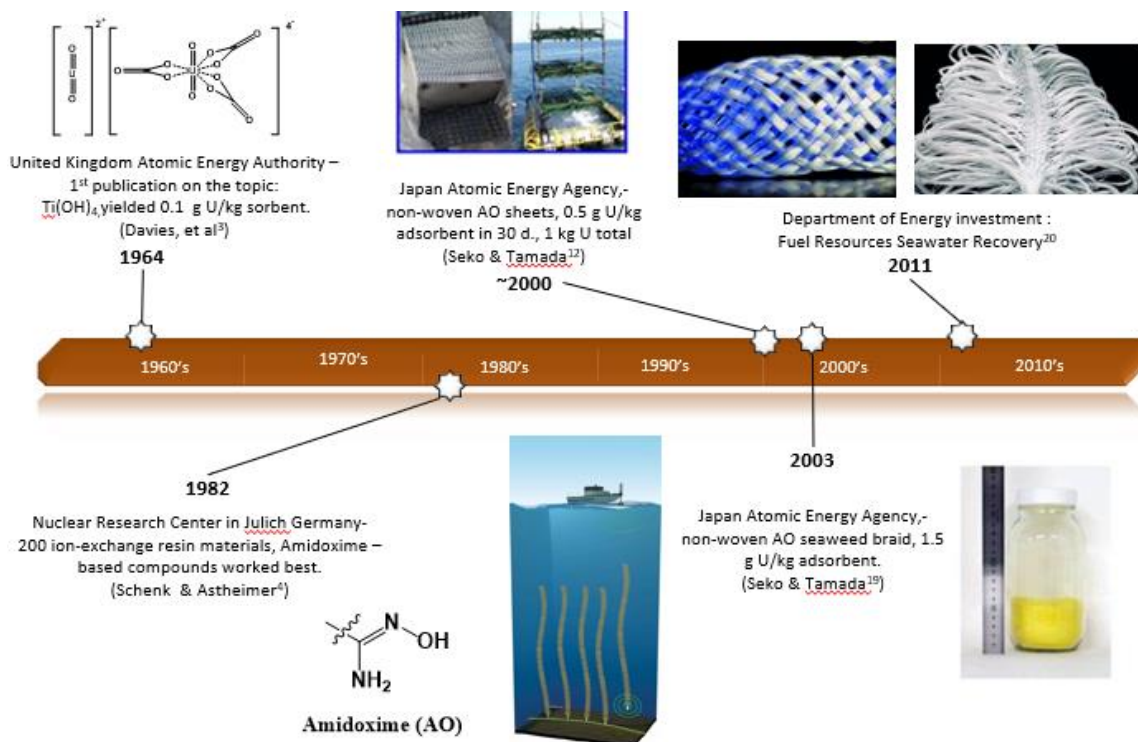 2+
4-
United Kingdom Atomic Energy Authority –
1st publication on the topic:
Ti(OH)4,yielded 0.1 g U/kg sorbent.
(Davies, et al3)
1964
Japan Atomic Energy Agency,-
non-woven AO sheets, 0.5 g U/kg
adsorbent in 30 d., 1 kg U total
(Seko & Tamada12)
~2000
Department of Energy investment :
Fuel Resources Seawater Recovery20
2011
1960's
1970's
1980's
1990's
2000's
2010's
1982
Nuclear Research Center in Julich Germany-
200 ion-exchange resin materials, Amidoxime –
based compounds worked best.
(Schenk & Astheimer4)
N
OH
NH2
Amidoxime (AO)
2003
Japan Atomic Energy Agency,-
non-woven AO seaweed braid, 1.5
g U/kg adsorbent.
(Seko & Tamada19)